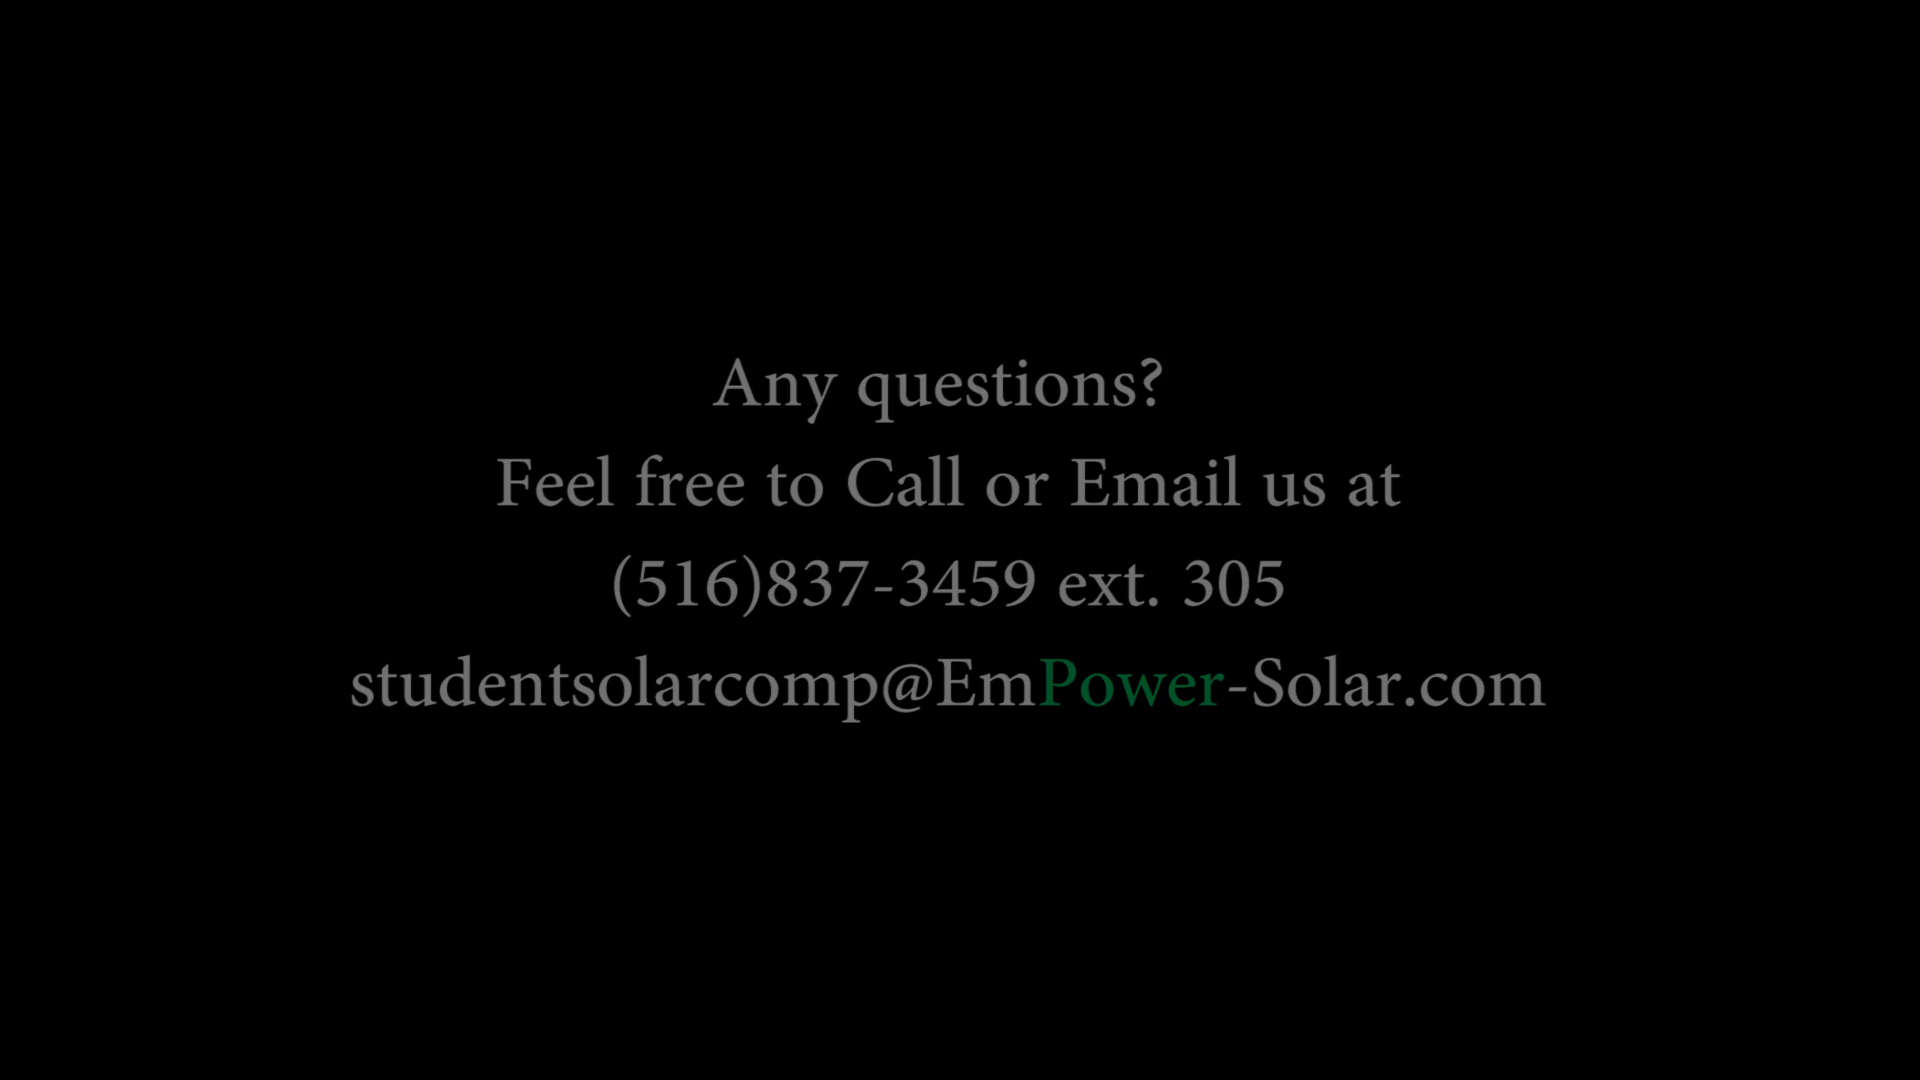 Any questions?
Feel free to Call or Email us at
(516)837-3459 ext. 305
studentsolarcomp@EmPower-Solar.com